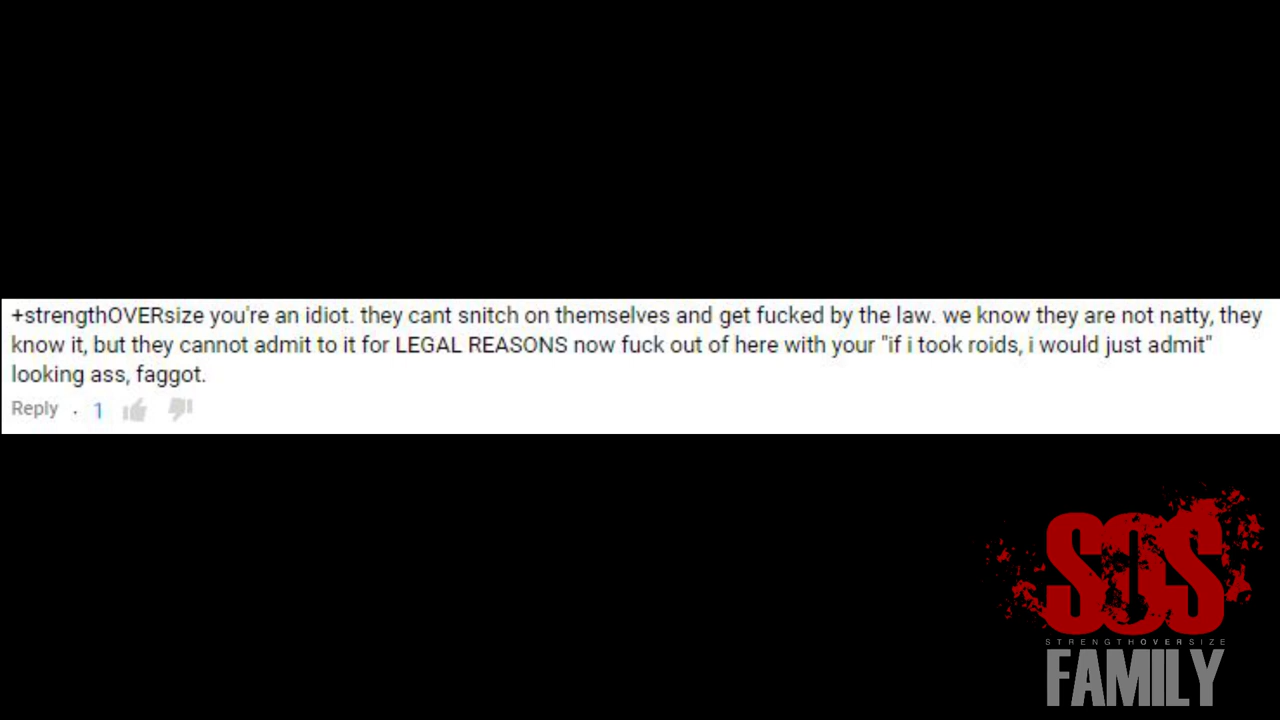 +strengthOVERsize you're an idiot. they cant snitch on themselves and get fucked by the law. we know they are not natty, they
know it, but they cannot admit to it for LEGAL REASONS now fuck out of here with your "if i took roids, i would just admit"
looking ass, faggot.
Reply . 1
SOS
STRENGTHOVERSIZE
FAMILY